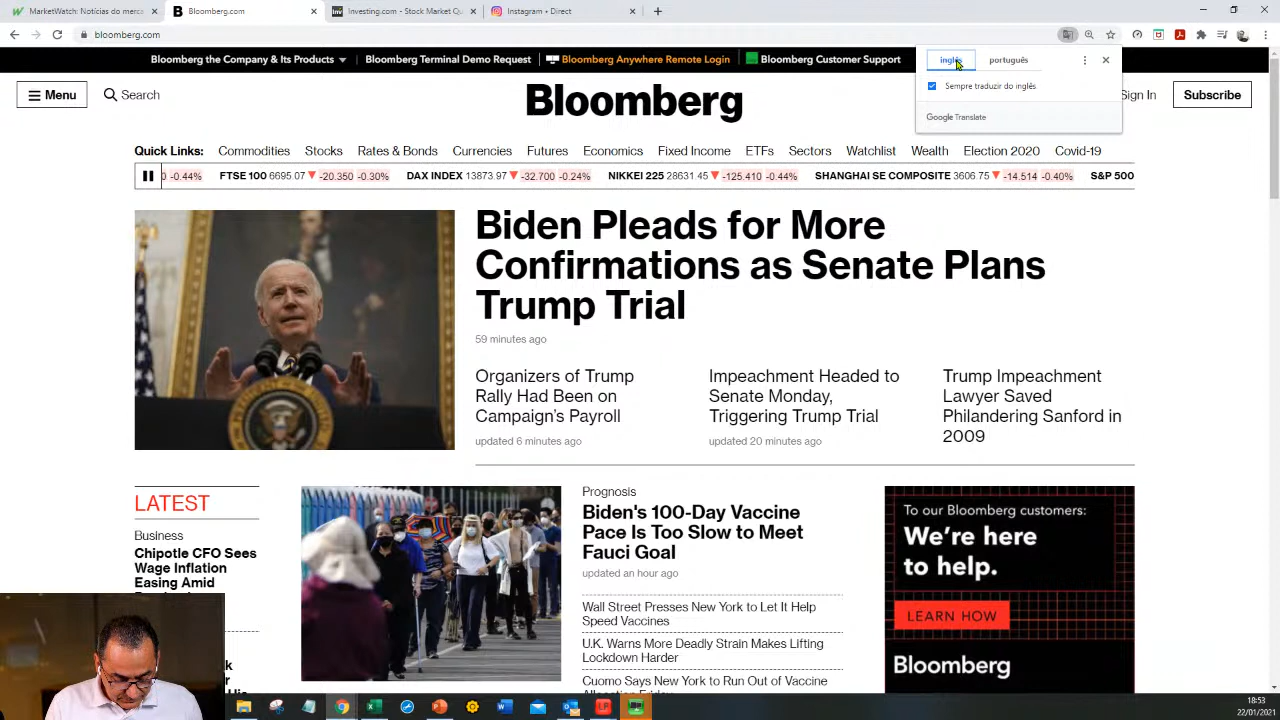 MarketWatch: Notícias do merca
Bloomberg.com
Investing.com - Stock Market Qu
Instagram • Direct
bloomberg.com
Bloomberg the Company & Its Products
Bloomberg Terminal Demo Request
Bloomberg Anywhere Remote Login
Bloomberg Customer Support
inglês
português
Sempre traduzir do inglês
Google Translate
Menu
Search
Bloomberg
Sign In
Subscribe
Quick Links: Commodities Stocks Rates & Bonds Currencies Futures Economics Fixed Income ETFs Sectors Watchlist Wealth Election 2020 Covid-19
-0.44% FTSE 100 6695.07 -20.350 -0.30% DAX INDEX 13873.97 -32.700 -0.24% NIKKEI 225 28631.45 -125.410 -0.44% SHANGHAI SE COMPOSITE 3606.75 -14.514 -0.40% S&P 500
Biden Pleads for More
Confirmations as Senate Plans
Trump Trial
59 minutes ago
Organizers of Trump
Rally Had Been on
Campaign's Payroll
updated 6 minutes ago
Impeachment Headed to
Senate Monday,
Triggering Trump Trial
updated 20 minutes ago
Trump Impeachment
Lawyer Saved
Philandering Sanford in
2009
LATEST
Business
Chipotle CFO Sees
Wage Inflation
Easing Amid
Prognosis
Biden's 100-Day Vaccine
Pace Is Too Slow to Meet
Fauci Goal
updated an hour ago
Wall Street Presses New York to Let It Help
Speed Vaccines
U.K. Warns More Deadly Strain Makes Lifting
Lockdown Harder
Cuomo Says New York to Run Out of Vaccine
To our Bloomberg customers:
We're here
to help.
LEARN HOW
Bloomberg
18:53
22/01/2021